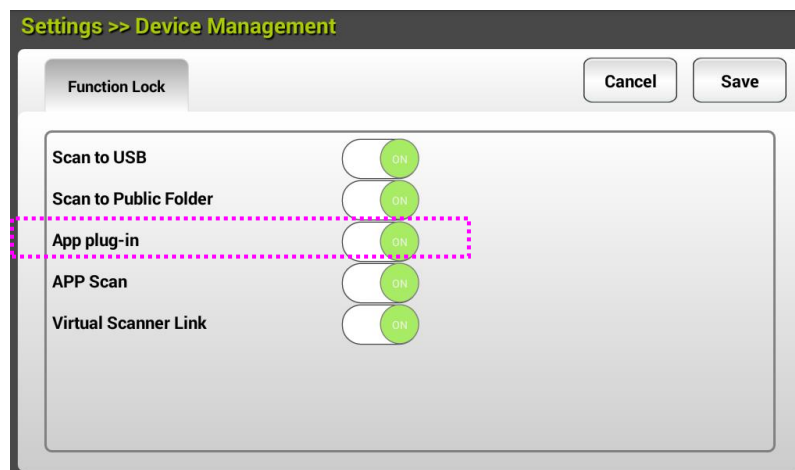 Settings >> Device Management
Function Lock
Cancel
Save
Scan to USB ON
Scan to Public Folder ON
App plug-in ON
APP Scan ON
Virtual Scanner Link ON